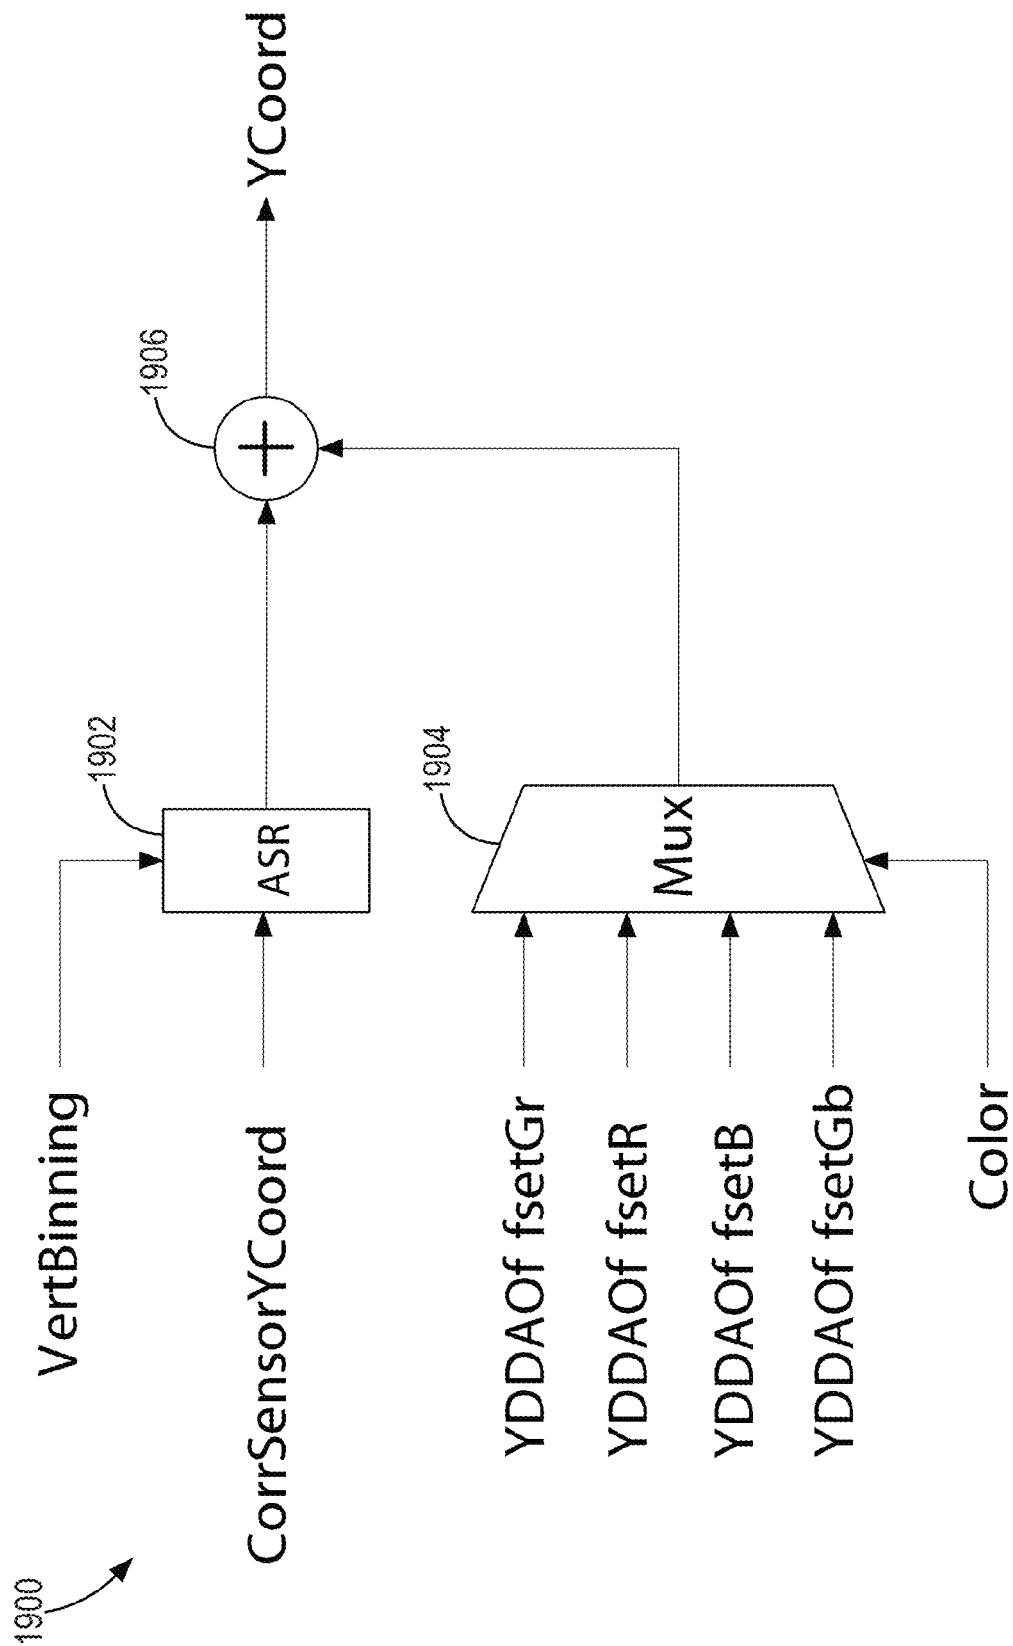 1900
VertBinning
1902
ASR
CorrSensorYCoord
1906
YCoord
YDDAOf fsetGr
YDDAOf fsetR
YDDAOf fsetB
YDDAOf fsetGb
1904
Mux
Color